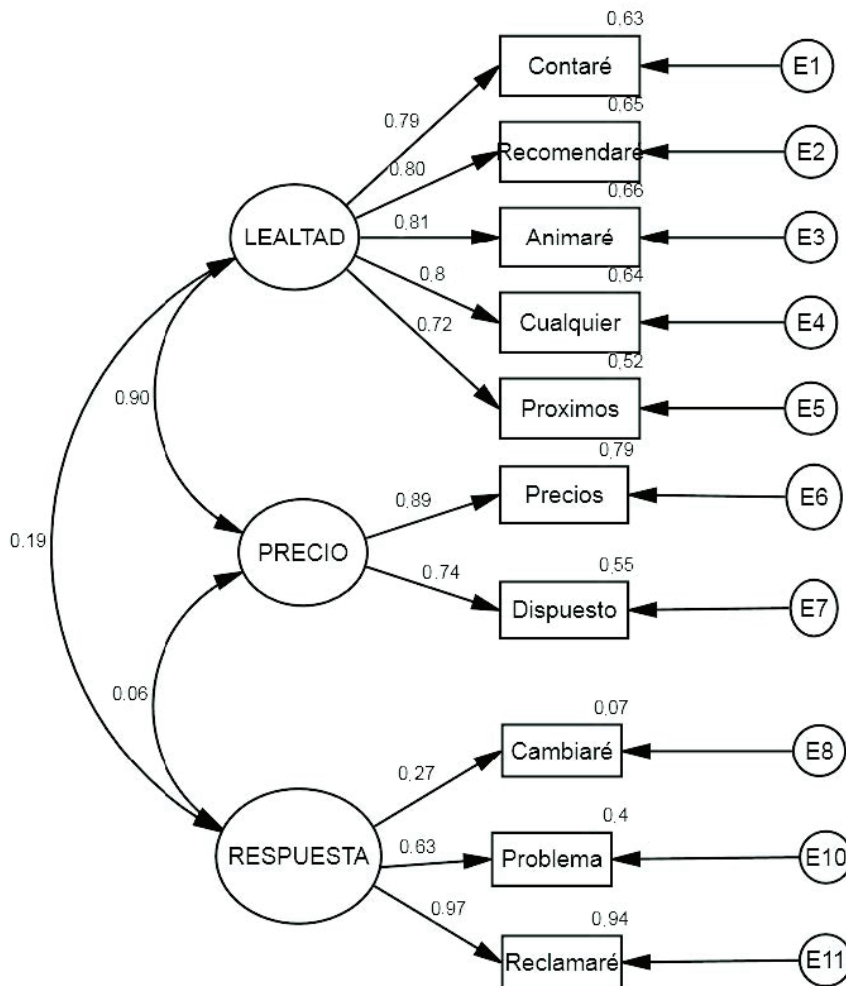 0.63
Contaré
E1
0.79
0.65
Recomendaré
E2
0.80
0.66
LEALTAD
0.81
Animaré
E3
0.64
0.8
Cualquier
E4
0.72
0,52
Proximos
E5
0.90
0,79
Precios
E6
0,89
0.19
PRECIO
0,55
0.74
Dispuesto
E7
0.06
0,07
Cambiaré
E8
0,27
0,4
RESPUESTA
0.63
Problema
E10
0.97
0,94
Reclamaré
E11